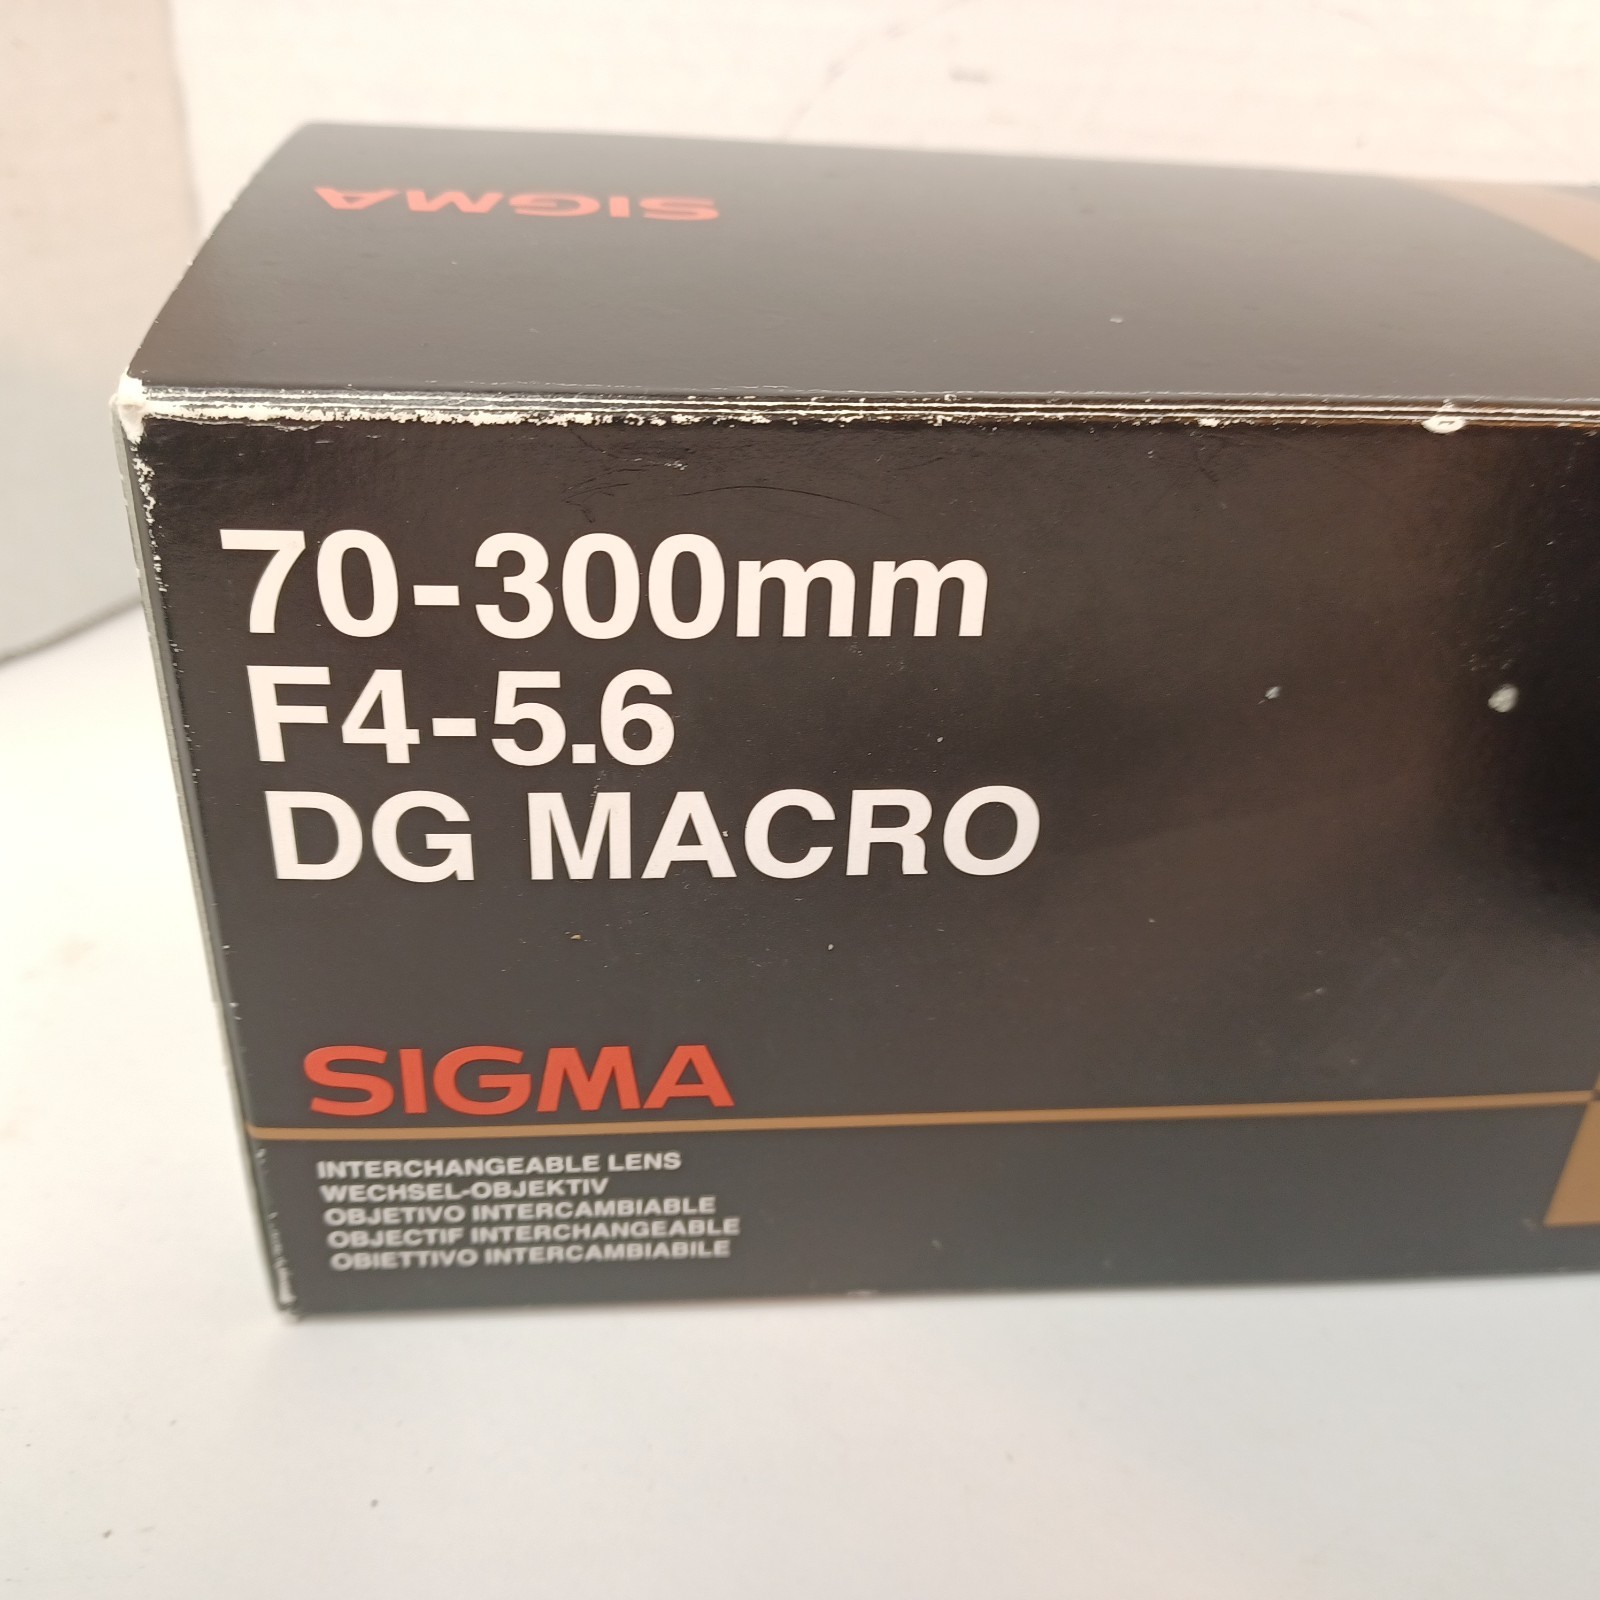 SIGMA
70-300mm
F4-5.6
DG MACRO
SIGMA
INTERCHANGEABLE LENS
WECHSEL-OBJEKTIV
OBJETIVO INTERCAMBIABLE
OBJECTIF INTERCHANGEABLE
OBIETTIVO INTERCAMBIABILE